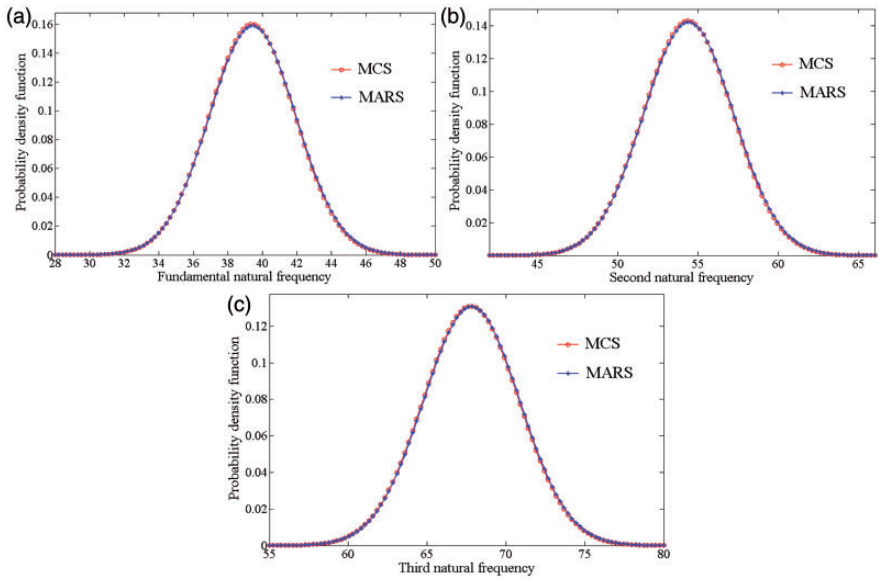 (a)
Probability density function
0.16
0.14
0.12
0.1
0.08
0.06
0.04
0.02
0
28 30 32 34 36 38 40 42 44 46 48 50
Fundamental natural frequency
MCS
MARS
(b)
Probability density function
0.16
0.14
0.12
0.1
0.08
0.06
0.04
0.02
45 50 55 60 65
Second natural frequency
MCS
MARS
(c)
Probability density function
0.12
0.1
0.08
0.06
0.04
0.02
0
55 60 65 70 75 80
Third natural frequency
MCS
MARS